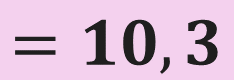 = 10,3